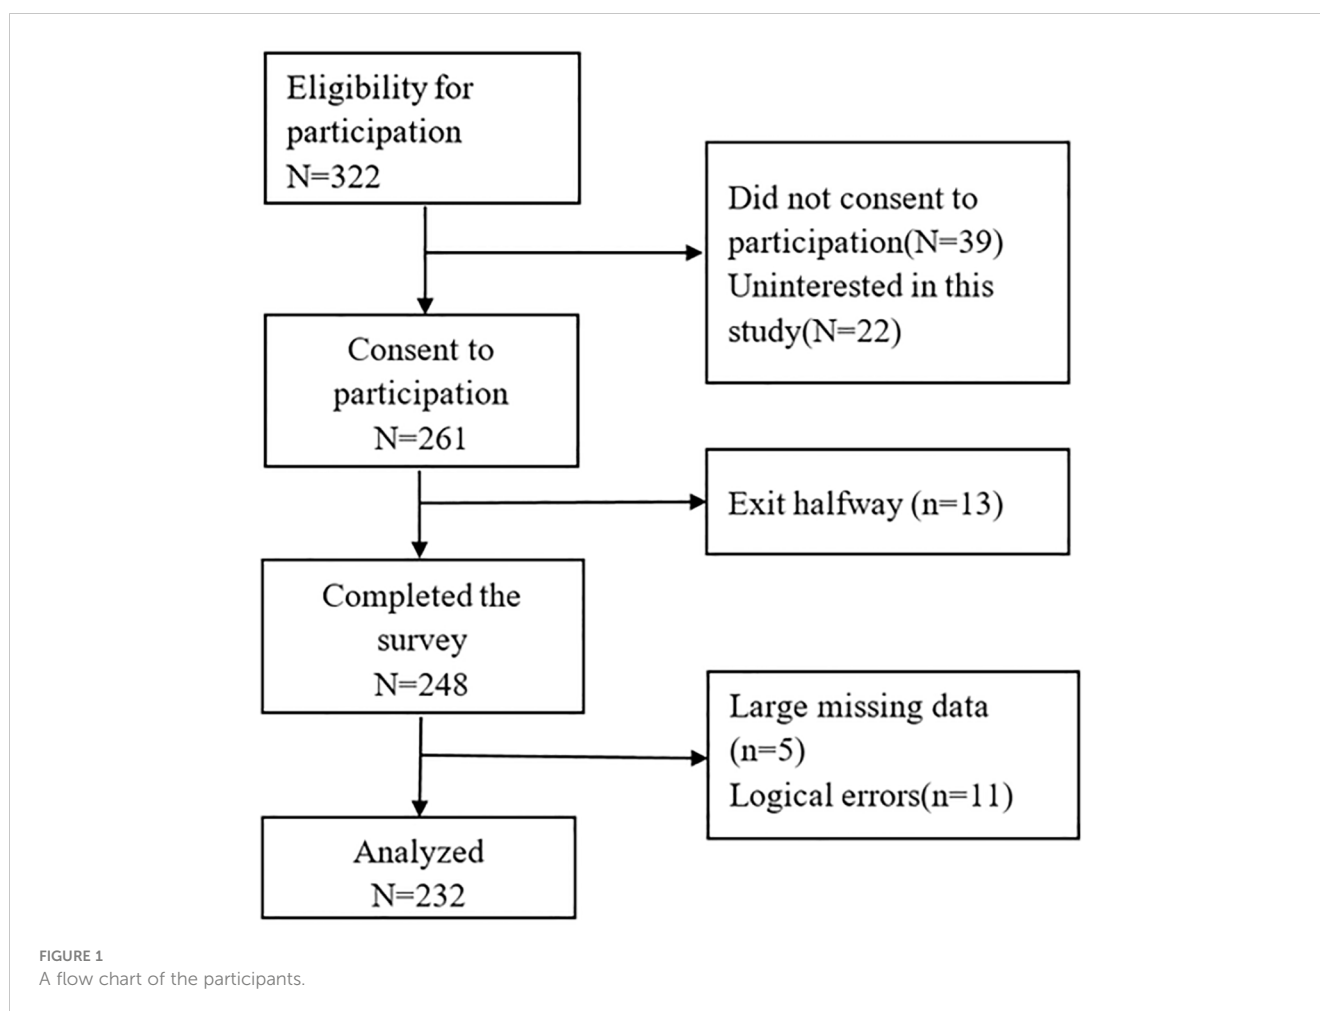 Eligibility for
participation
N=322
Did not consent to
participation(N=39)
Uninterested in this
study(N=22)
Consent to
participation
N=261
Exit halfway (n=13)
Completed the
survey
N=248
Large missing data
(n=5)
Logical errors(n=11)
Analyzed
N=232
FIGURE 1
A flow chart of the participants.